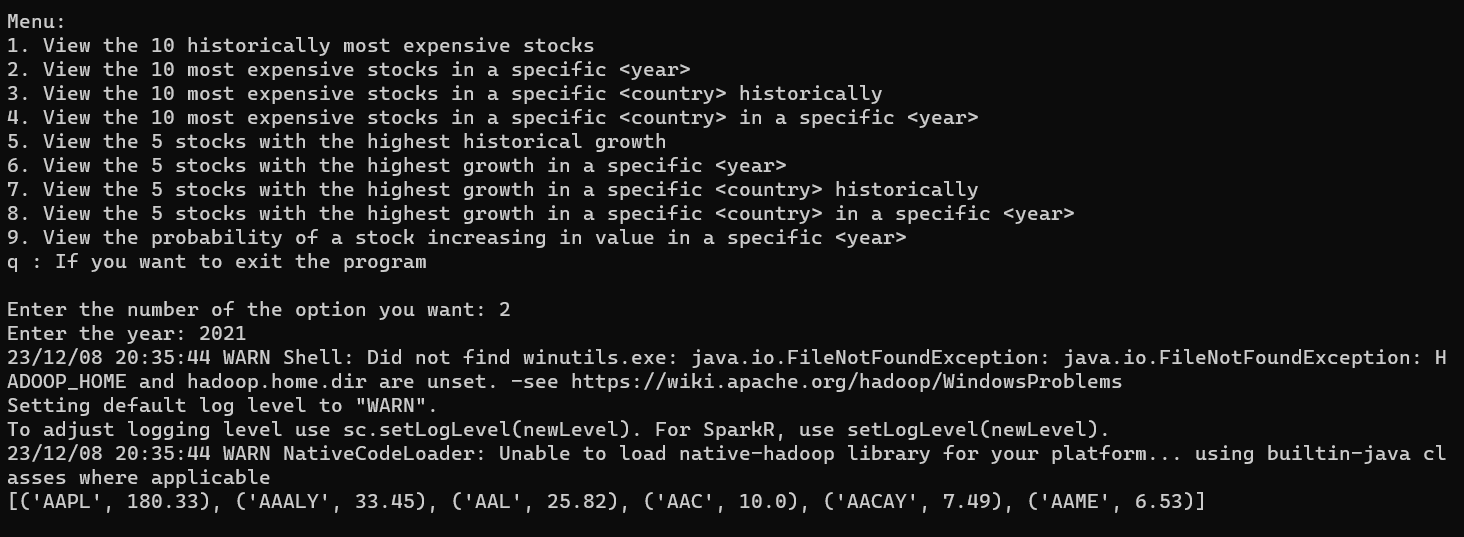 Menu:
1. View the 10 historically most expensive stocks
2. View the 10 most expensive stocks in a specific <year>
3. View the 10 most expensive stocks in a specific <country> historically
4. View the 10 most expensive stocks in a specific <country> in a specific <year>
5. View the 5 stocks with the highest historical growth
6. View the 5 stocks with the highest growth in a specific <year>
7. View the 5 stocks with the highest growth in a specific <country> historically
8. View the 5 stocks with the highest growth in a specific <country> in a specific <year>
9. View the probability of a stock increasing in value in a specific <year>
q : If you want to exit the program
Enter the number of the option you want: 2
Enter the year: 2021
23/12/08 20:35:44 WARN Shell: Did not find winutils.exe: java.io.FileNotFoundException: java.io.FileNotFoundException: H
ADOOP_HOME and hadoop.home.dir are unset. -see https://wiki.apache.org/hadoop/WindowsProblems
Setting default log level to "WARN".
To adjust logging level use sc.setLogLevel(newLevel). For SparkR, use setLogLevel(newLevel).
23/12/08 20:35:44 WARN NativeCodeLoader: Unable to load native-hadoop library for your platform... using builtin-java cl
asses where applicable
[('AAPL', 180.33), ('AAALY', 33.45), ('AAL', 25.82), ('AAC', 10.0), ('AACAY', 7.49), ('AAME', 6.53)]